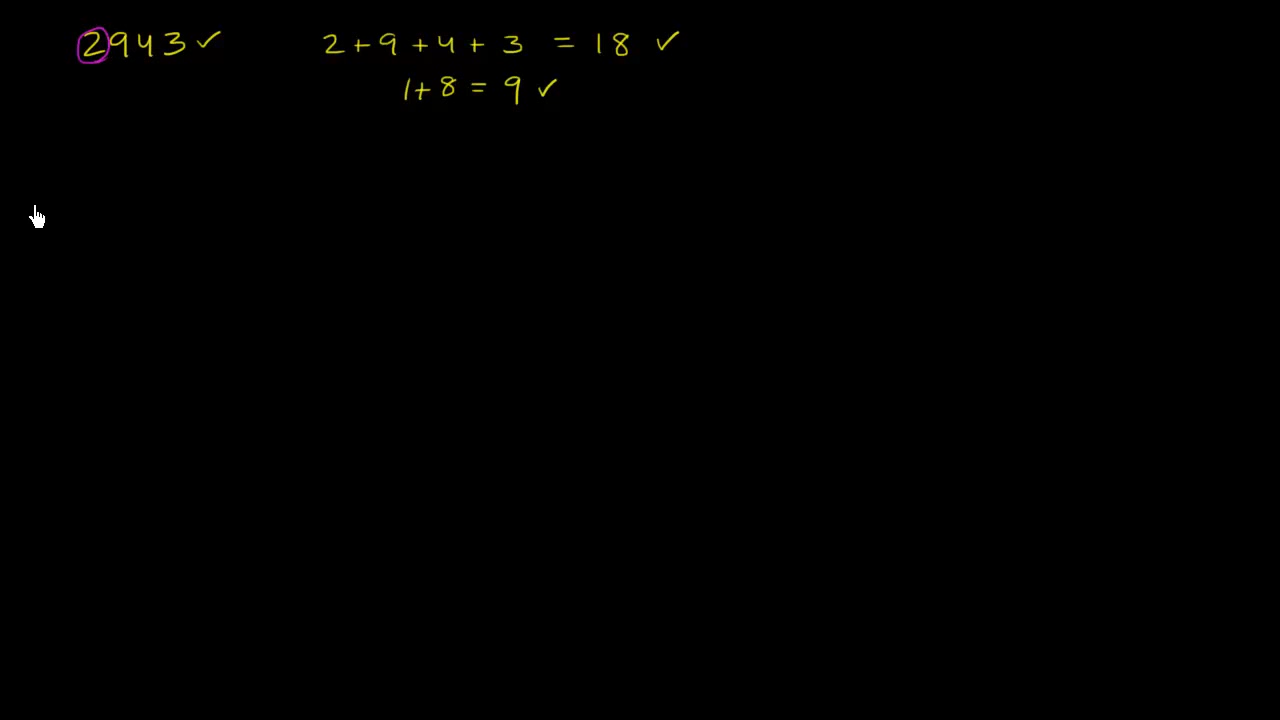 2943 ✓ 2 + 9 + 4 + 3 = 18 ✓
1 + 8 = 9 ✓